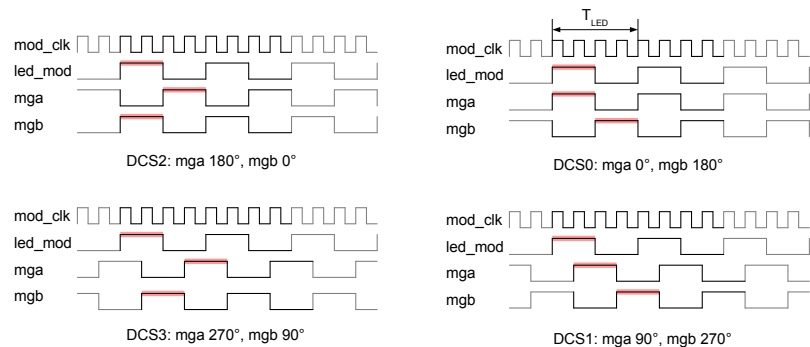 mod_clk
led_mod
mga
mgb
DCS2: mga 180°, mgb 0°
T_LED
mod_clk
led_mod
mga
mgb
DCS0: mga 0°, mgb 180°
mod_clk
led_mod
mga
mgb
DCS3: mga 270°, mgb 90°
mod_clk
led_mod
mga
mgb
DCS1: mga 90°, mgb 270°